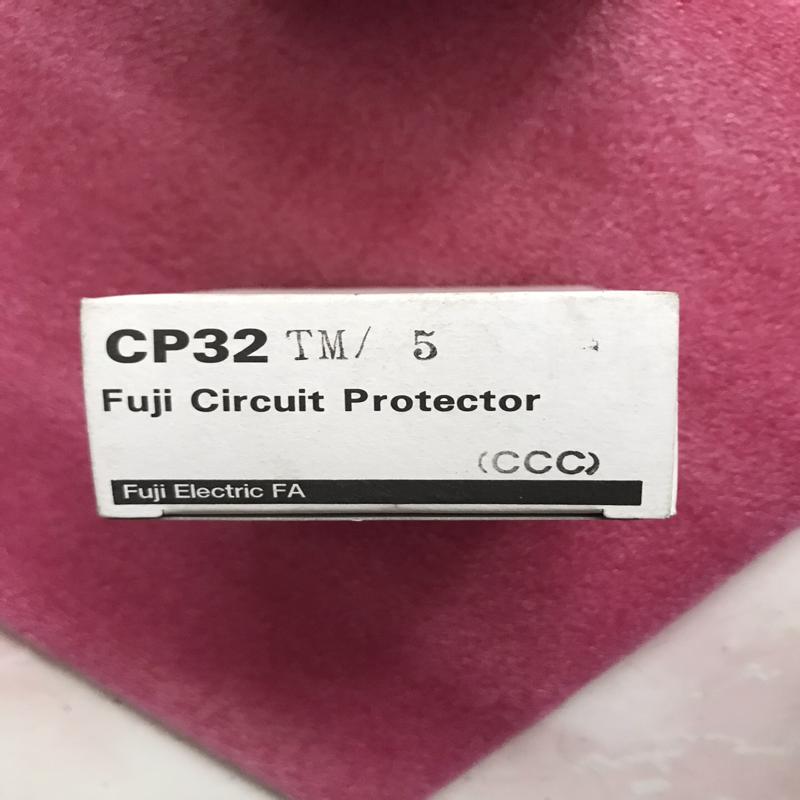 CP32 TM/ 5
Fuji Circuit Protector
(CCC)
Fuji Electric FA